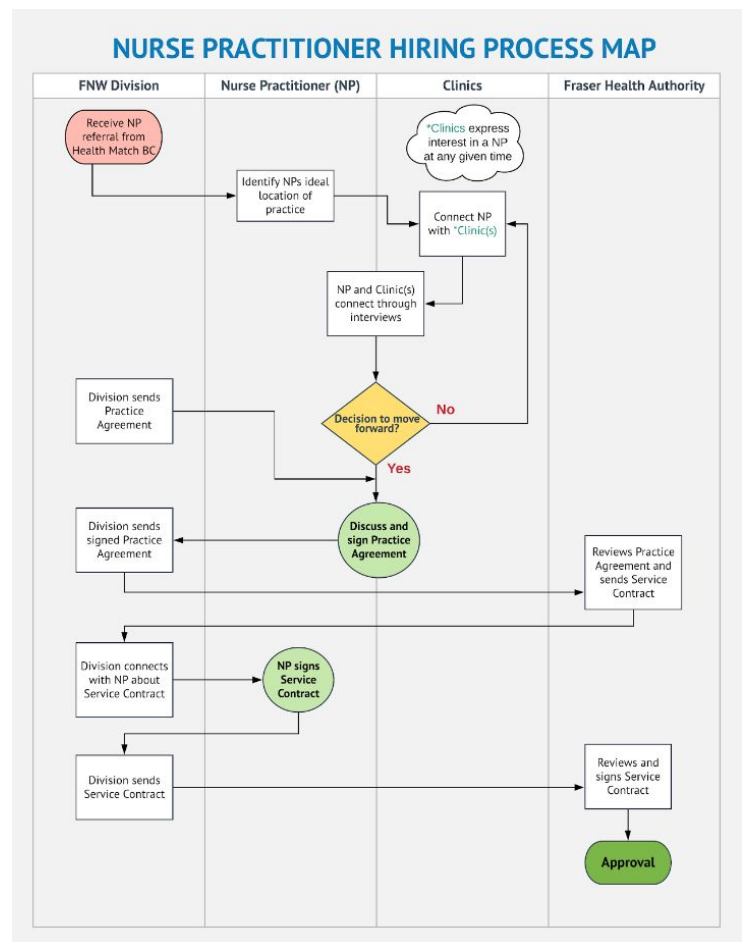 NURSE PRACTITIONER HIRING PROCESS MAP
FNW Division
Nurse Practitioner (NP)
Clinics
Fraser Health Authority
Receive NP
referral from
Health Match BC
*Clinics express
interest in a NP
at any given time
Identify NPs ideal
location of
practice
Connect NP
with *Clinic(s)
NP and Clinic(s)
connect through
interviews
Division sends
Practice
Agreement
Decision to move
forward?
No
Yes
Discuss and
sign Practice
Agreement
Division sends
signed Practice
Agreement
Reviews Practice
Agreement and
sends Service
Contract
Division connects
with NP about
Service Contract
NP signs
Service
Contract
Division sends
Service Contract
Reviews and
signs Service
Contract
Approval